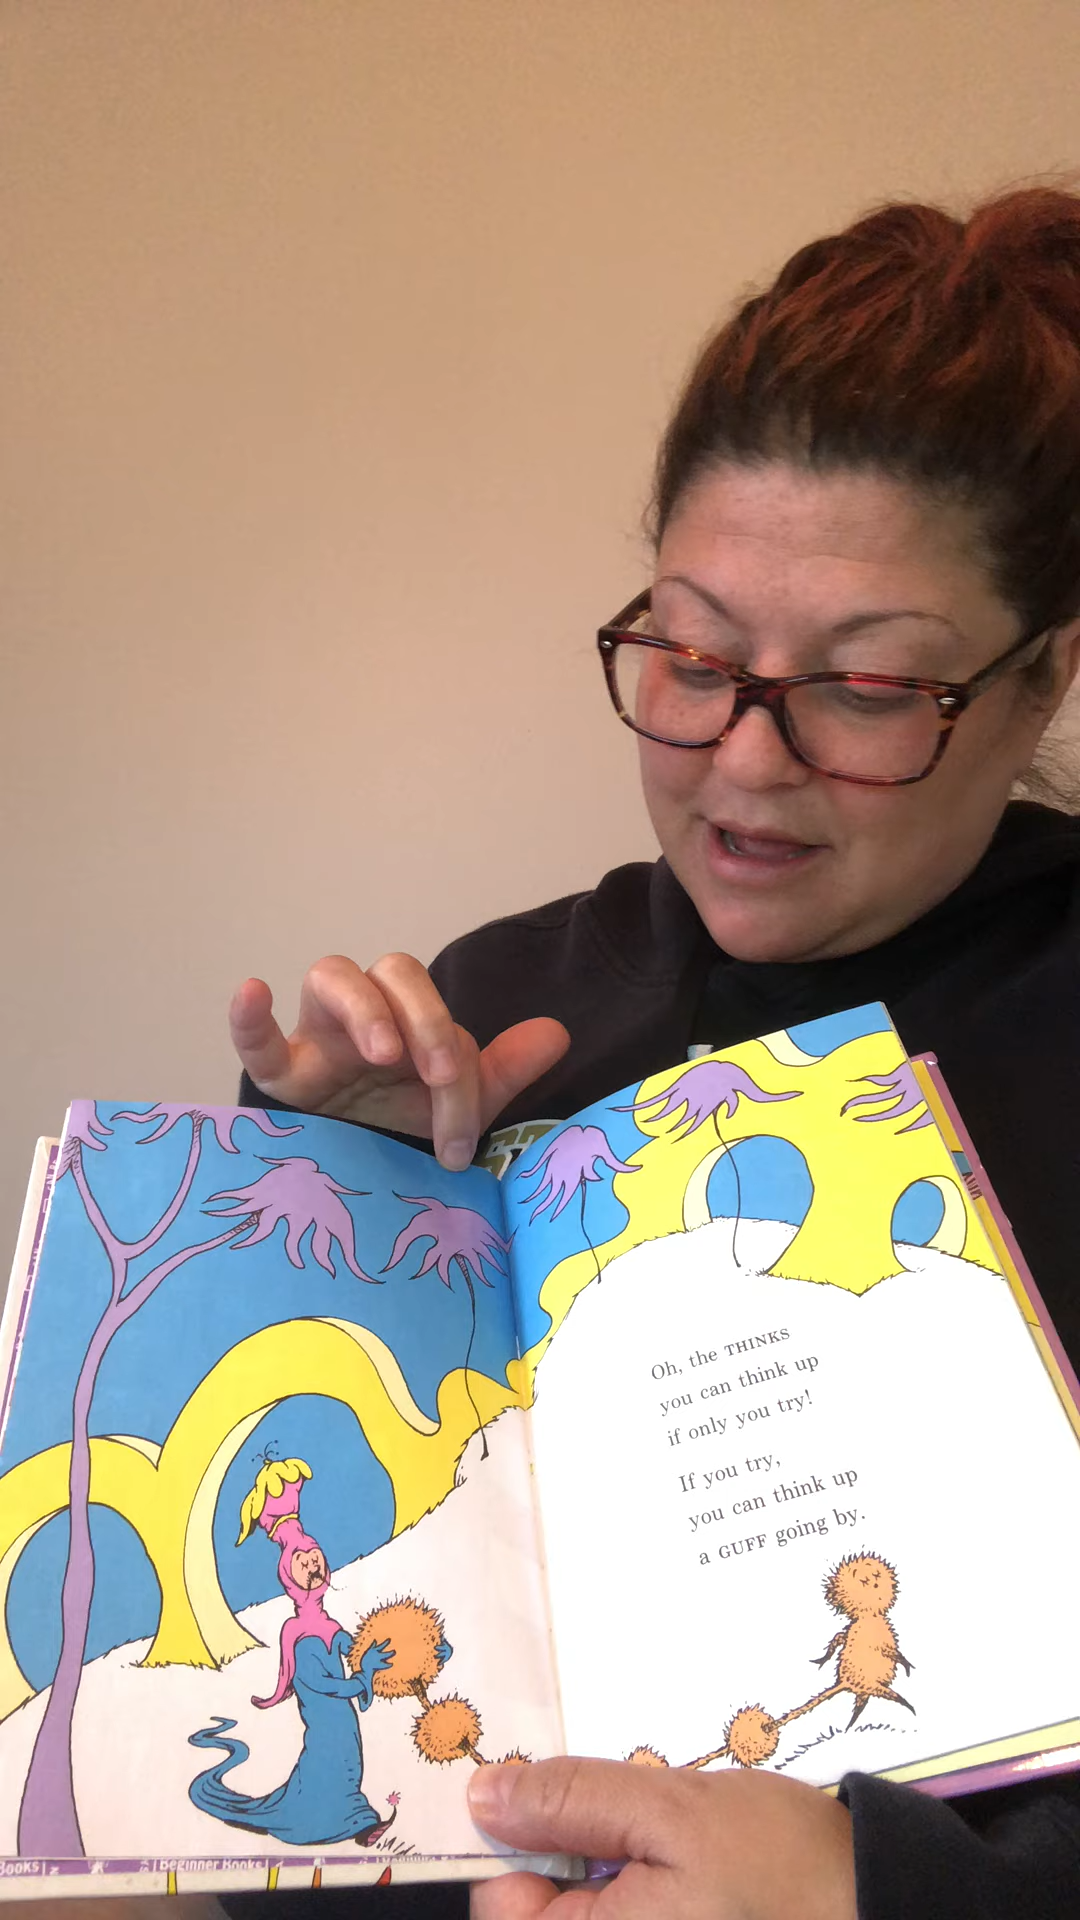 Oh, the THINKS
you can think up
if only you try!
If you try,
you can think up
a GUFF going by.
Books
Beginner Books